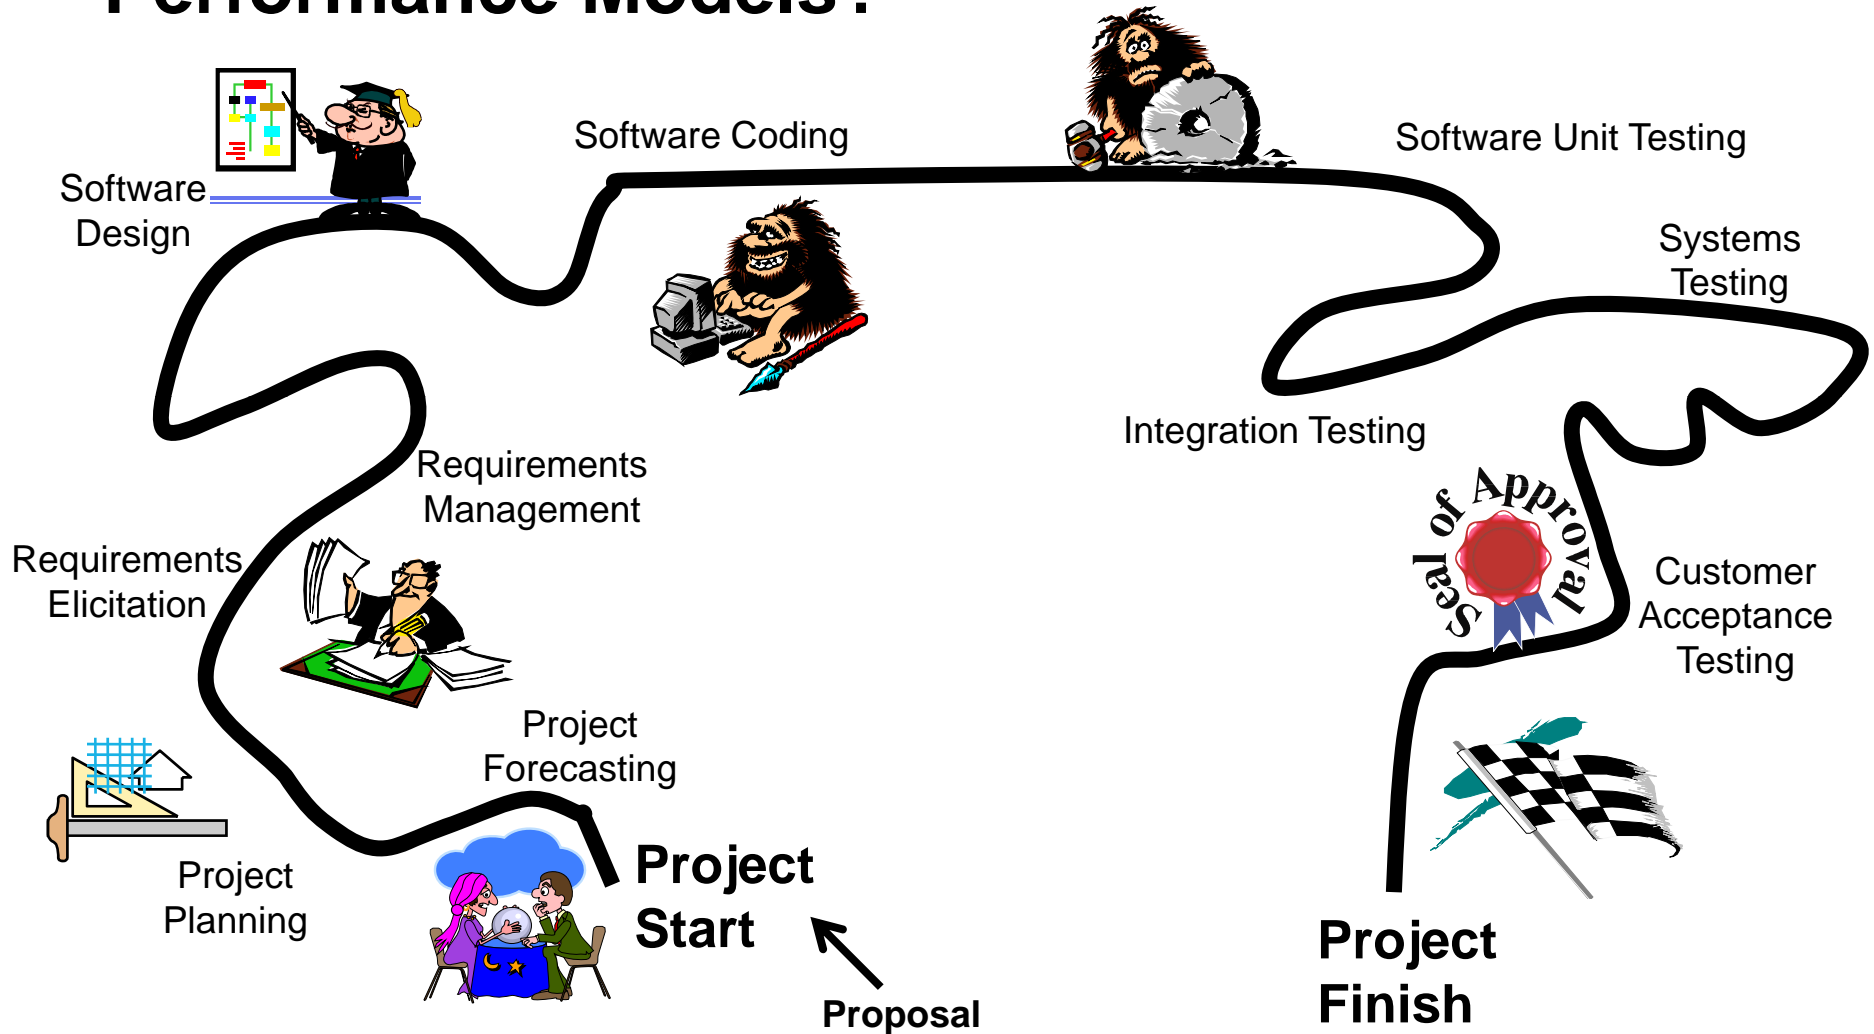 Performance Models?
Software Coding
Software Unit Testing
Software
Design
Systems
Testing
Integration Testing
Requirements
Management
Seal of Approval
Requirements
Elicitation
Customer
Acceptance
Testing
Project
Forecasting
Project
Planning
Project
Start
Project
Finish
Proposal